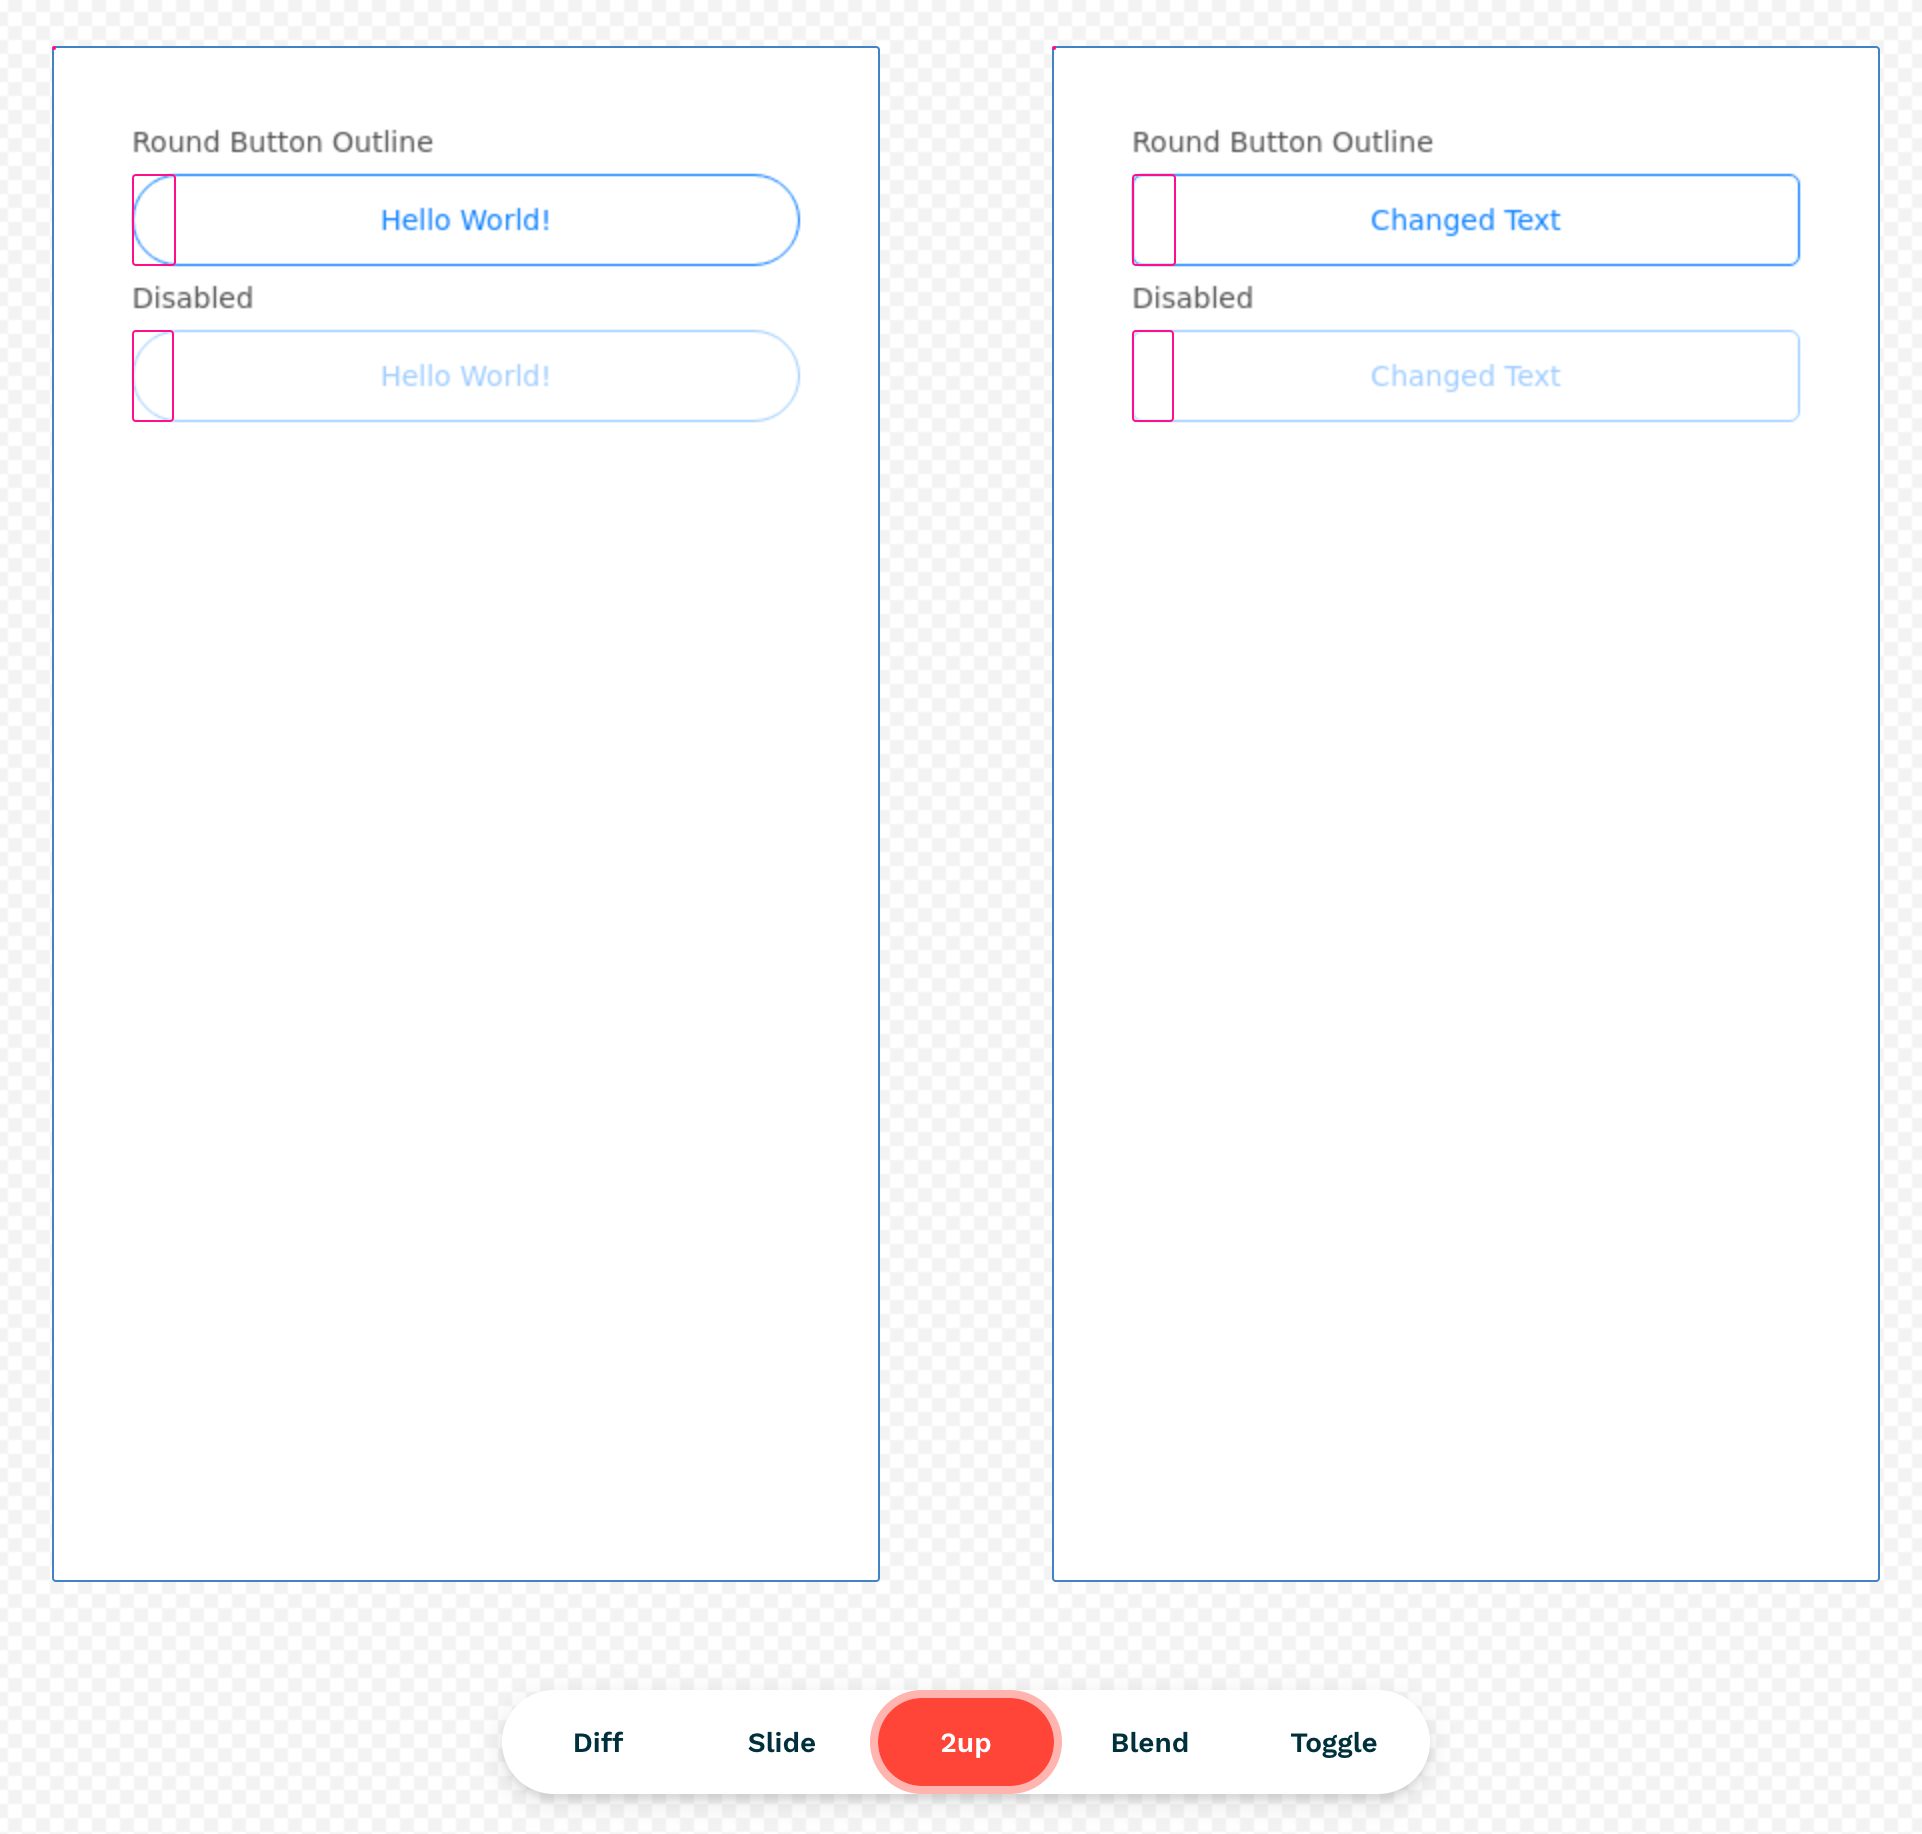 Round Button Outline
Hello World!
Disabled
Hello World!
Round Button Outline
Changed Text
Disabled
Changed Text
Diff Slide 2up Blend Toggle